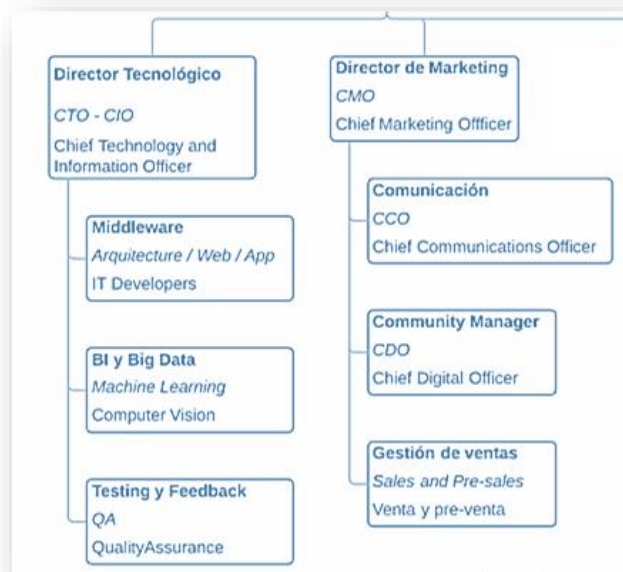 Director Tecnológico
CTO - CIO
Chief Technology and
Information Officer
Middleware
Arquitecture / Web / App
IT Developers
BI y Big Data
Machine Learning
Computer Vision
Testing y Feedback
QA
QualityAssurance
Director de Marketing
CMO
Chief Marketing Offficer
Comunicación
CCO
Chief Communications Officer
Community Manager
CDO
Chief Digital Officer
Gestión de ventas
Sales and Pre-sales
Venta y pre-venta